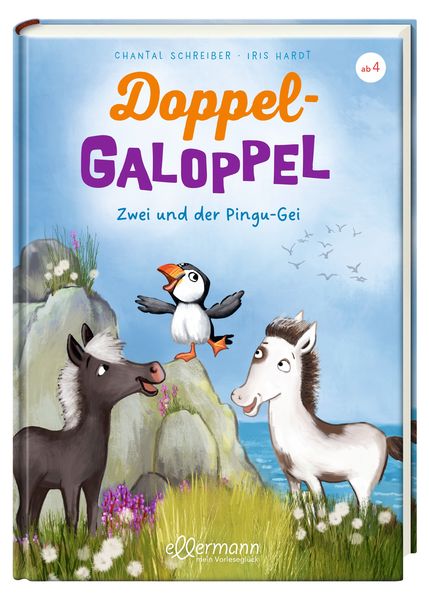 CHANTAL SCHREIBER · IRIS HARDT
ab 4
Doppel-
GALOPPEL
Zwei und der Pingu-Gei
ellermann
mein Vorleseglück